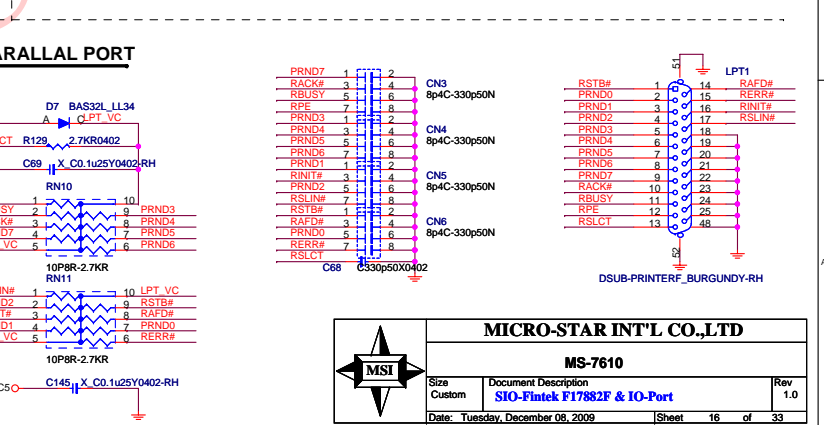 ARALLAL PORT
D7 BAS32L_LL34
A C LPT_VC
CT R129 2.7KR0402
C69 X_C0.1u25Y0402-RH
RN10
1 10
SY 2 9 PRND3
K# 3 8 PRND4
D7 4 7 PRND5
_VC 5 6 PRND6
10P8R-2.7KR
RN11
IN# 1 10 LPT_VC
D2 2 9 RSTB#
T# 3 8 RAFD#
D1 4 7 PRND0
_VC 5 6 RERR#
10P8R-2.7KR
C5 C145 X_C0.1u25Y0402-RH
PRND7 1 2
RACK# 3 4 CN3
RBUSY 5 6 8p4C-330p50N
RPE 7 8
PRND3 1 2
PRND4 3 4 CN4
PRND5 5 6 8p4C-330p50N
PRND6 7 8
PRND1 1 2
RINIT# 3 4 CN5
PRND2 5 6 8p4C-330p50N
RSLIN# 7 8
RSTB# 1 2
RAFD# 3 4 CN6
PRND0 5 6 8p4C-330p50N
RERR# 7 8
RSLCT
C68 C330p50X0402
51
LPT1
RSTB# 1 14 RAFD#
PRND0 2 15 RERR#
PRND1 3 16 RINIT#
PRND2 4 17 RSLIN#
PRND3 5 18
PRND4 6 19
PRND5 7 20
PRND6 8 21
PRND7 9 22
RACK# 10 23
RBUSY 11 24
RPE 12 25
RSLCT 13 48
52
DSUB-PRINTERF_BURGUNDY-RH
MSI
MICRO-STAR INT'L CO.,LTD
MS-7610
Size Document Description Rev
Custom SIO-Fintek F17882F & IO-Port 1.0
Date: Tuesday, December 08, 2009 Sheet 16 of 33